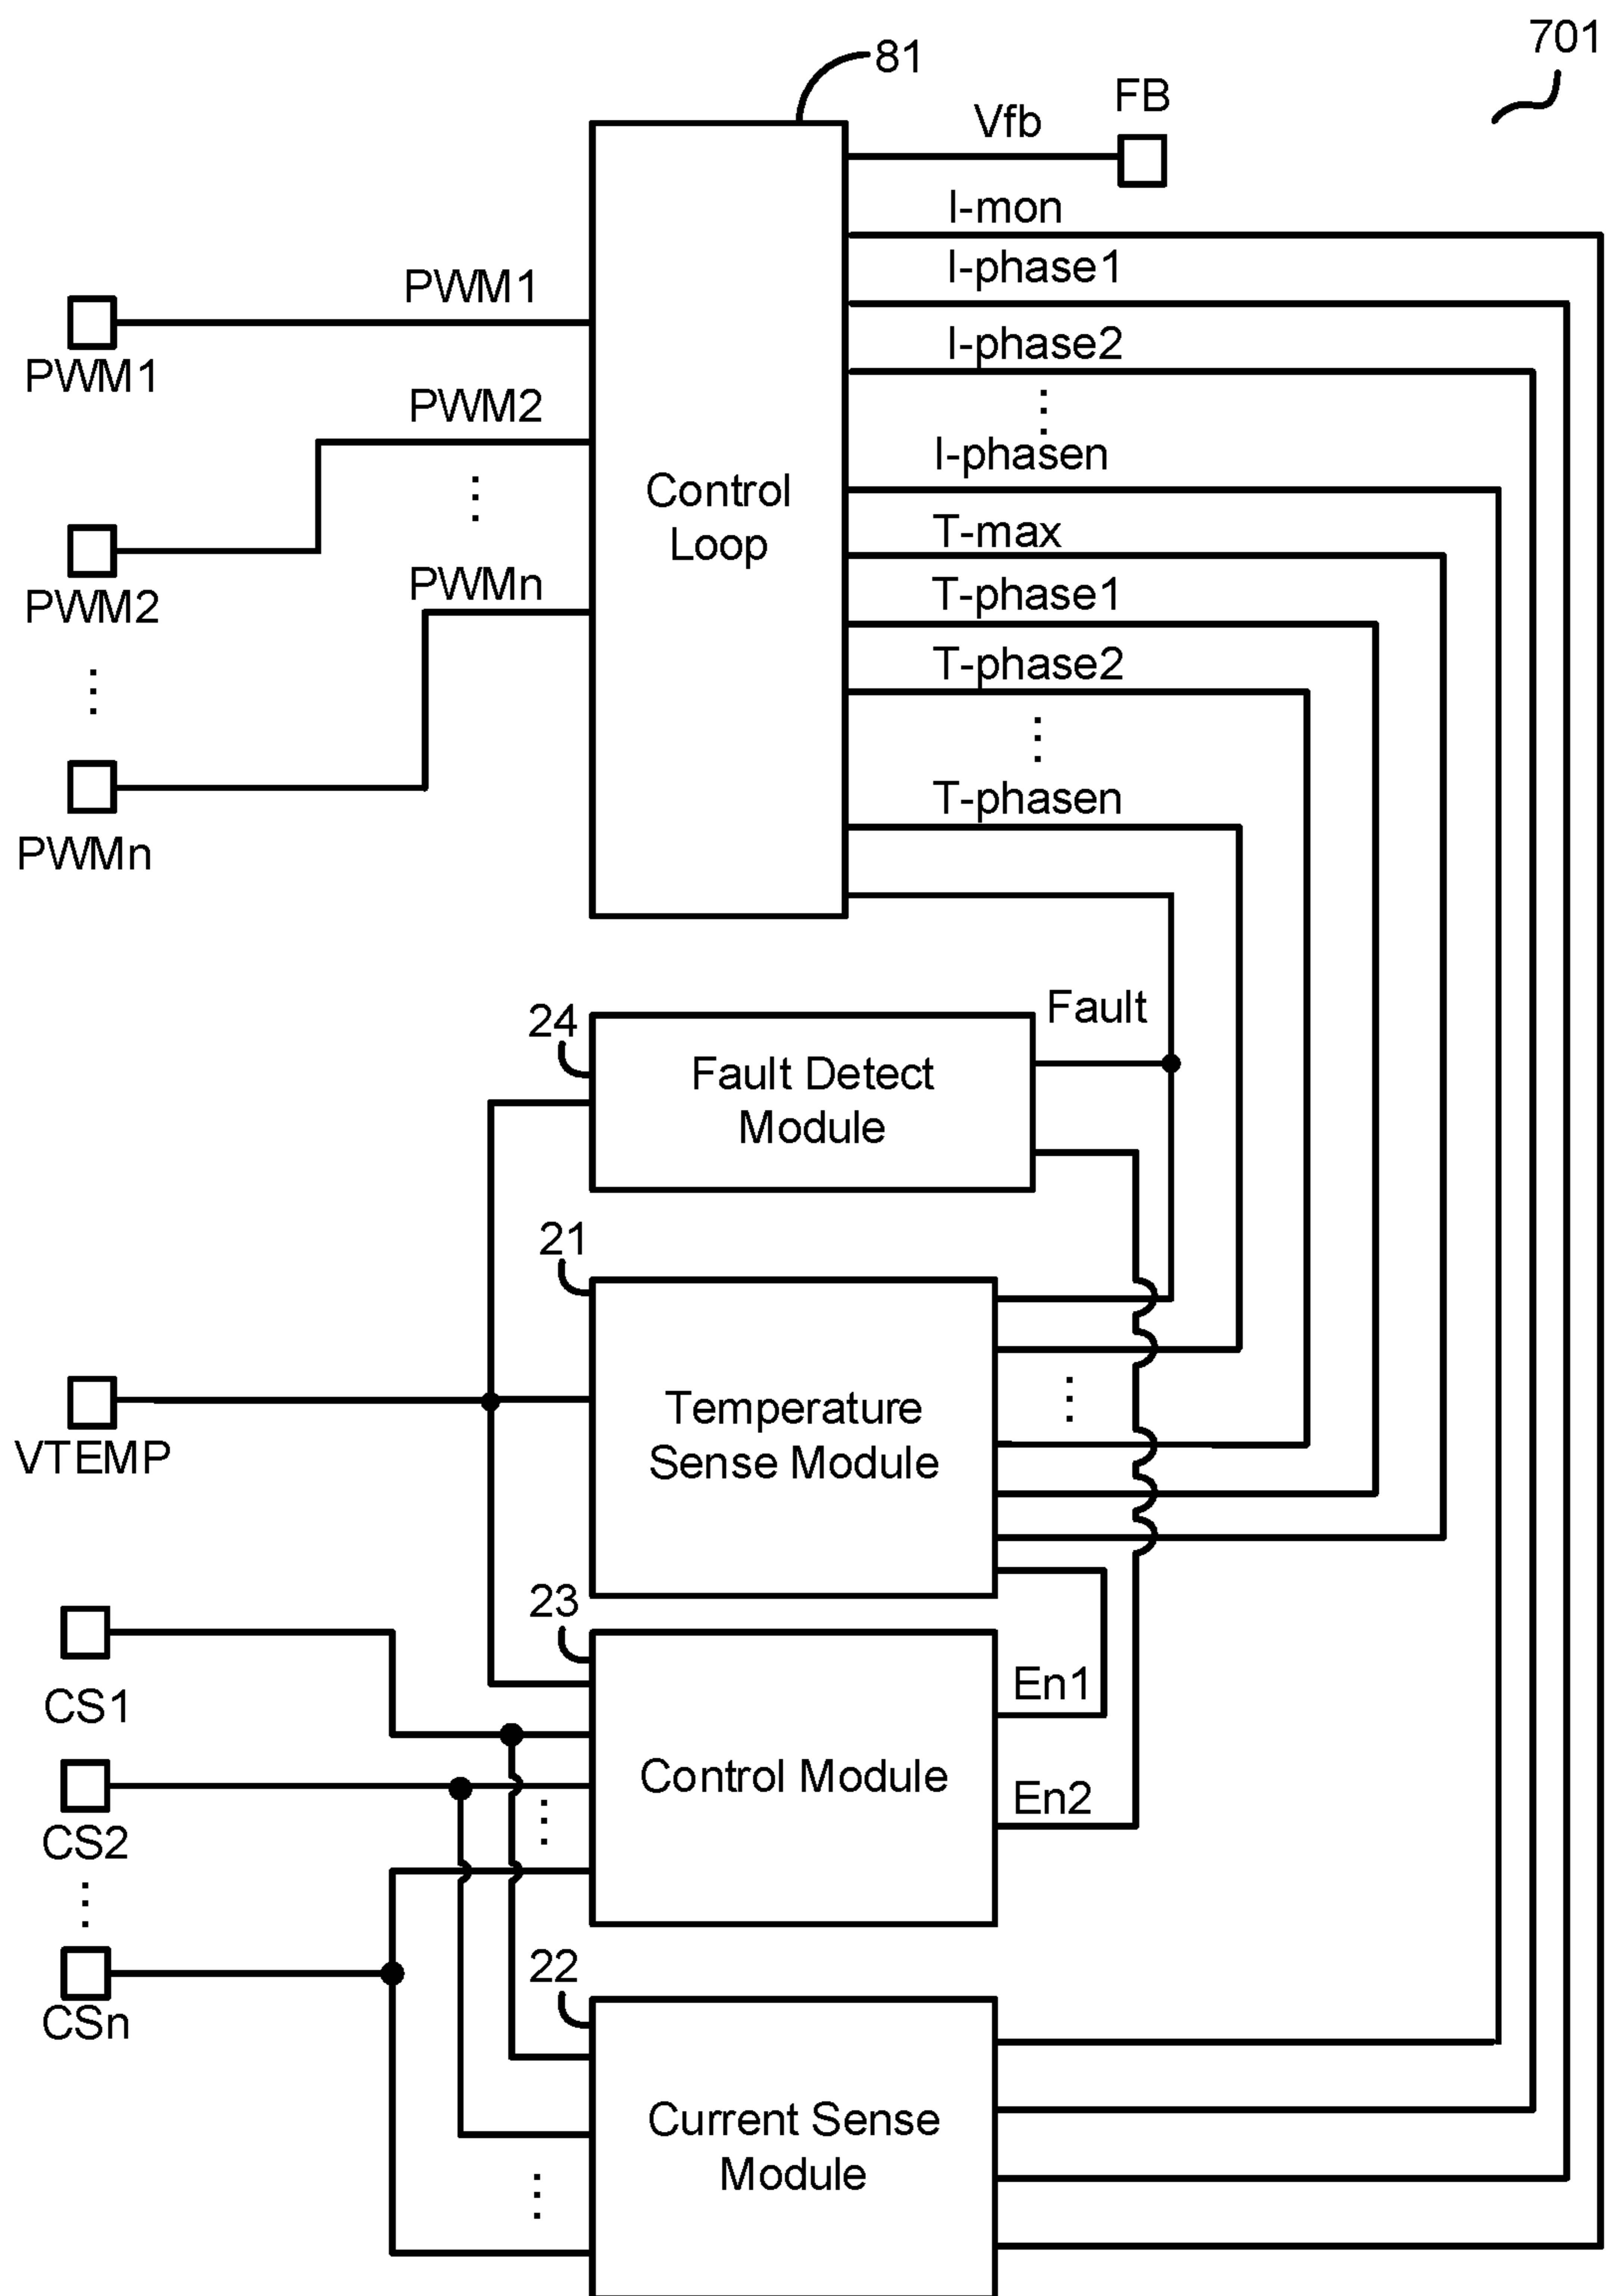 701
81
FB
Vfb
I-mon
I-phase1
PWM1
I-phase2
PWM1
PWM2
I-phasen
Control
Loop
T-max
PWMn
T-phase1
PWM2
T-phase2
T-phasen
PWMn
Fault
24
Fault Detect
Module
21
Temperature
Sense Module
VTEMP
23
En1
CS1
Control Module
En2
CS2
22
CSn
Current Sense
Module